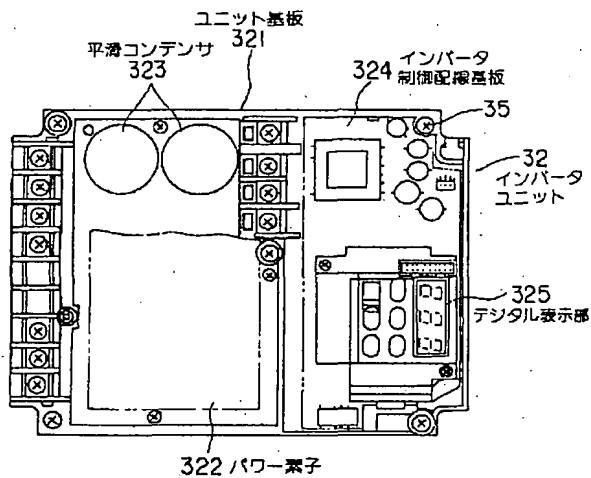 ユニット基板
321
平滑コンデンサ
323
324
インバータ
制御配線基板
35
32
インバータ
ユニット
325
デジタル表示部
322 パワー素子